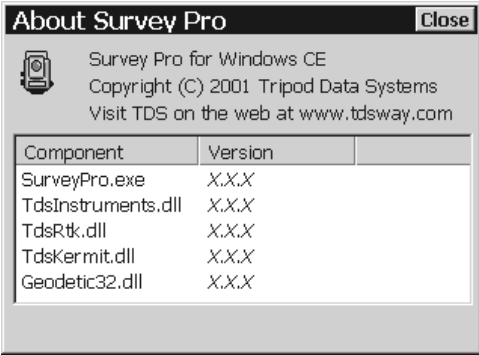 About Survey Pro Close
Survey Pro for Windows CE
Copyright (C) 2001 Tripod Data Systems
Visit TDS on the web at www.tdsway.com
Component Version
SurveyPro.exe X.X.X
TdsInstruments.dll X.X.X
TdsRtk.dll X.X.X
TdsKermit.dll X.X.X
Geodetic32.dll X.X.X